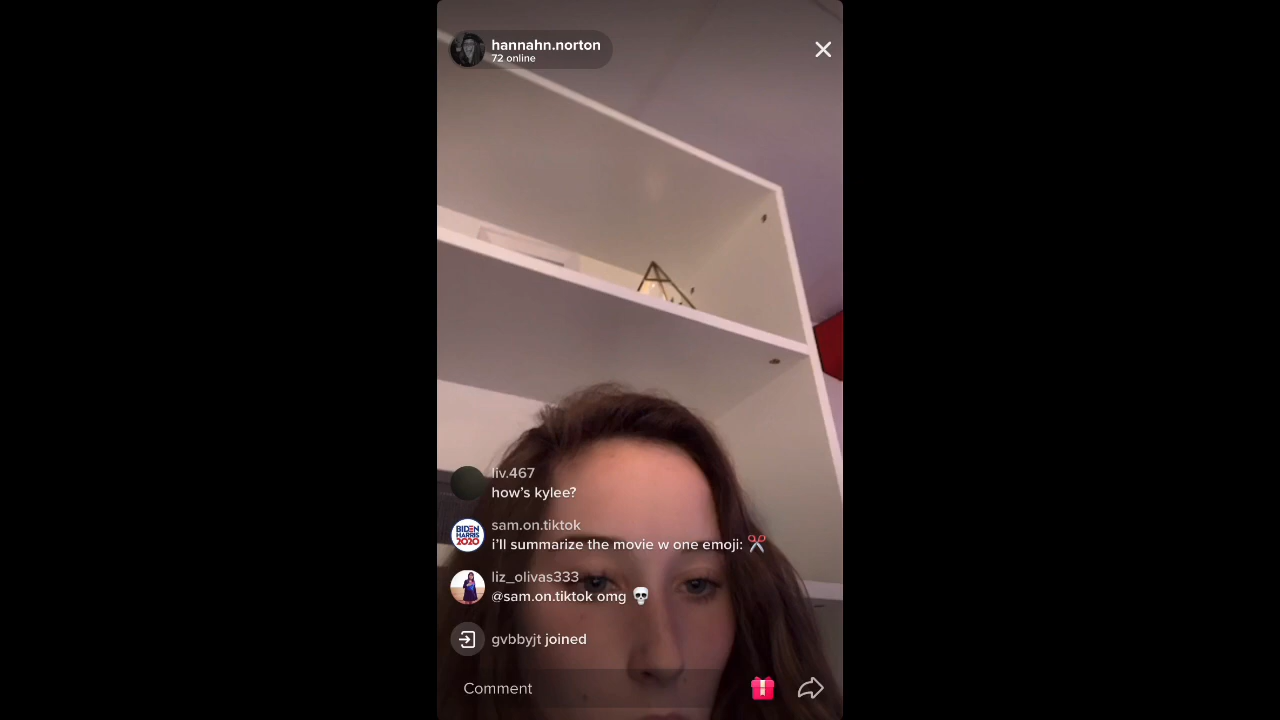 hannahn.norton
72 online
liv.467
how's kylee?
BIDEN
HARRIS
2020
sam.on.tiktok
i'll summarize the movie w one emoji: ✂️
liz_olivas333
@sam.on.tiktok omg 💀
gvbbyjt joined
Comment